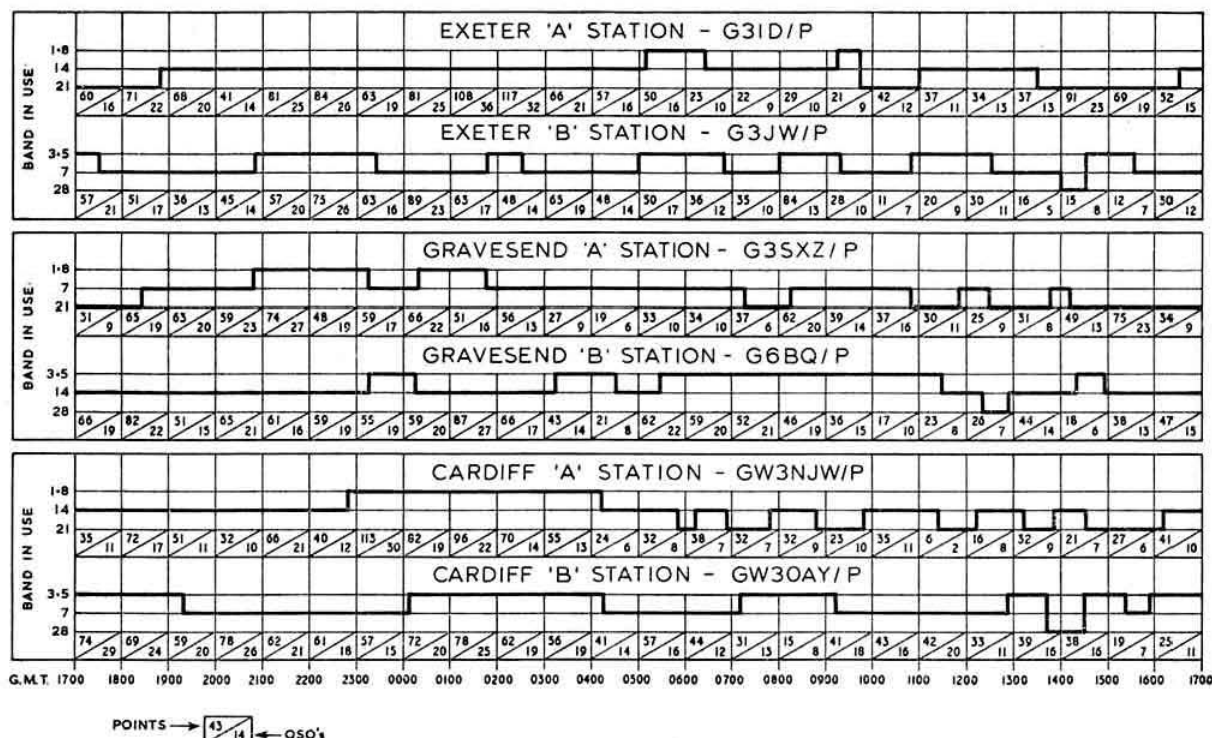 BAND IN USE
EXETER 'A' STATION - G3ID/P
1·8
14
21
60 71 68 41 81 84 63 81 108 117 66 57 50 23 22 29 21 42 37 34 37 91 69 52
16 22 20 14 25 26 19 25 36 32 21 16 16 10 9 10 9 12 11 13 13 23 19 15
EXETER 'B' STATION - G3JW/P
3·5
7
28
57 51 36 45 57 75 63 89 63 48 65 48 50 36 35 84 28 11 20 30 16 15 12 30
21 17 13 14 20 26 16 23 17 14 19 14 17 12 10 13 10 7 9 11 5 8 7 12
BAND IN USE
GRAVESEND 'A' STATION - G3SXZ/P
1·8
7
21
31 65 63 59 74 48 59 66 51 56 27 19 33 34 37 62 39 37 30 25 31 49 75 34
9 19 20 23 27 19 17 22 16 13 9 6 10 10 6 20 14 16 11 9 8 13 23 9
GRAVESEND 'B' STATION - G6BQ/P
3·5
14
28
66 82 51 65 61 59 55 59 87 66 43 21 62 59 52 46 36 17 23 26 44 18 38 47
19 22 15 21 16 19 19 20 27 17 14 8 22 20 21 19 15 10 8 7 14 6 13 15
BAND IN USE
CARDIFF 'A' STATION - GW3NJW/P
1·8
14
21
35 72 51 32 66 40 113 82 96 70 55 24 32 38 32 32 23 35 6 16 32 21 27 41
11 17 11 10 21 12 30 19 22 14 13 6 8 7 7 9 10 11 2 8 9 7 6 10
CARDIFF 'B' STATION - GW3OAY/P
3·5
7
28
74 69 59 78 62 61 57 72 78 62 56 41 37 44 31 15 41 43 42 33 39 38 19 25
29 24 20 26 21 18 15 20 25 19 19 14 16 12 13 8 18 16 20 11 16 16 7 11
G.M.T. 1700 1800 1900 2000 2100 2200 2300 0000 0100 0200 0300 0400 0500 0600 0700 0800 0900 1000 1100 1200 1300 1400 1500 1600 1700
POINTS 43 14 QSO's